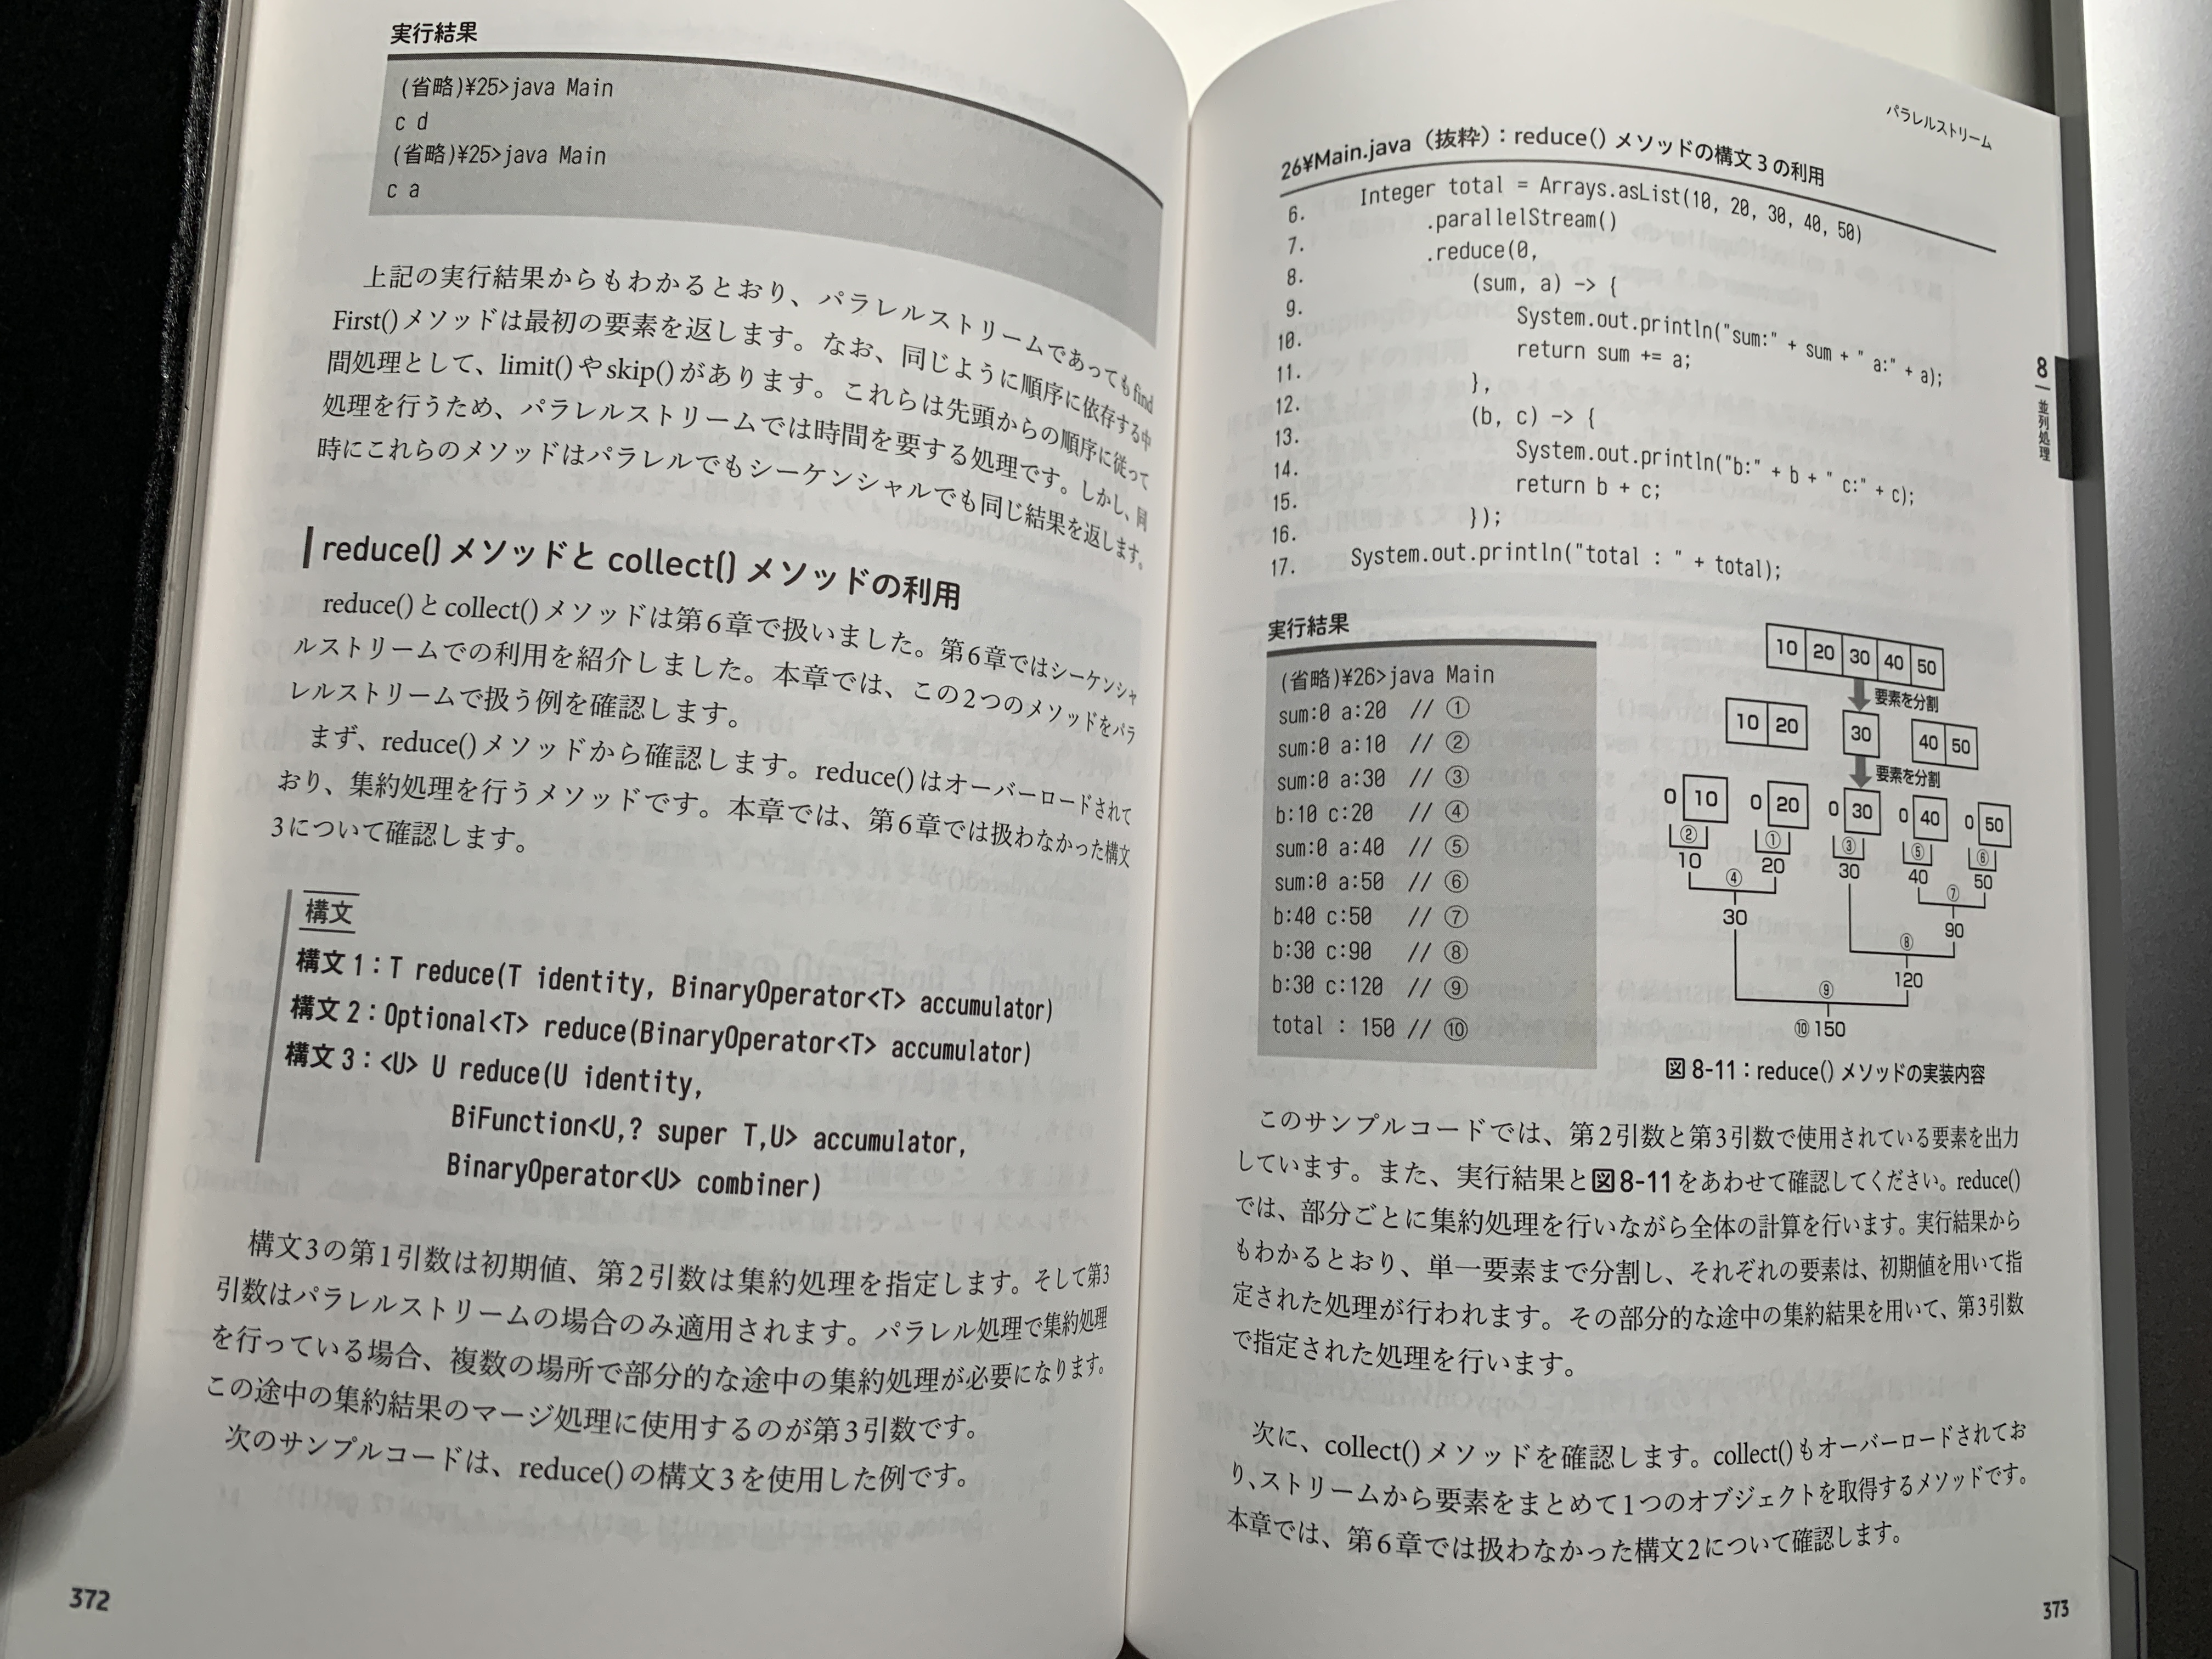 実行結果
(省略)¥25>java Main
c d
(省略)¥25>java Main
c a
上記の実行結果からもわかるとおり、パラレルストリームであってもfind
First()メソッドは最初の要素を返します。なお、同じように順序に依存する中
間処理として、limit()やskip()があります。これらは先頭からの順序に従って
処理を行うため、パラレルストリームでは時間を要する処理です。しかし、同
時にこれらのメソッドはパラレルでもシーケンシャルでも同じ結果を返します。
reduce()メソッドとcollect()メソッドの利用
reduce()とcollect()メソッドは第6章で扱いました。第6章ではシーケンシャ
ルストリームでの利用を紹介しました。本章では、この2つのメソッドをパラ
レルストリームで扱う例を確認します。
まず、reduce()メソッドから確認します。reduce()はオーバーロードされて
おり、集約処理を行うメソッドです。本章では、第6章では扱わなかった構文
3について確認します。
構文
構文1：T reduce(T identity, BinaryOperator<T> accumulator)
構文2：Optional<T> reduce(BinaryOperator<T> accumulator)
構文3：<U> U reduce(U identity,
BiFunction<U,? super T,U> accumulator,
BinaryOperator<U> combiner)
構文3の第1引数は初期値、第2引数は集約処理を指定します。そして第3
引数はパラレルストリームの場合のみ適用されます。パラレル処理で集約処理
を行っている場合、複数の場所で部分的な途中の集約処理が必要になります。
この途中の集約結果のマージ処理に使用するのが第3引数です。
次のサンプルコードは、reduce()の構文3を使用した例です。
372
パラレルストリーム
26¥Main.java（抜粋）：reduce()メソッドの構文3の利用
6. Integer total = Arrays.asList(10, 20, 30, 40, 50)
7. .parallelStream()
8. .reduce(0,
9. (sum, a) -> {
10. System.out.println("sum:" + sum + " a:" + a);
11. return sum += a;
12. },
13. (b, c) -> {
14. System.out.println("b:" + b + " c:" + c);
15. return b + c;
16. });
17. System.out.println("total : " + total);
8 並列処理
実行結果
(省略)¥26>java Main
sum:0 a:20 // ①
sum:0 a:10 // ②
sum:0 a:30 // ③
b:10 c:20 // ④
sum:0 a:40 // ⑤
sum:0 a:50 // ⑥
b:40 c:50 // ⑦
b:30 c:90 // ⑧
b:30 c:120 // ⑨
total : 150 // ⑩
10 20 30 40 50
要素を分割
10 20 30 40 50
要素を分割
0 10 0 20 0 30 0 40 0 50
② ① ③ ⑤ ⑥
10 20 30 40 50
④ ⑦
30 90
⑧
120
⑨
⑩150
図8-11：reduce()メソッドの実装内容
このサンプルコードでは、第2引数と第3引数で使用されている要素を出力
しています。また、実行結果と図8-11をあわせて確認してください。reduce()
では、部分ごとに集約処理を行いながら全体の計算を行います。実行結果から
もわかるとおり、単一要素まで分割し、それぞれの要素は、初期値を用いて指
定された処理が行われます。その部分的な途中の集約結果を用いて、第3引数
で指定された処理を行います。
次に、collect()メソッドを確認します。collect()もオーバーロードされてお
り、ストリームから要素をまとめて1つのオブジェクトを取得するメソッドです。
本章では、第6章では扱わなかった構文2について確認します。
373